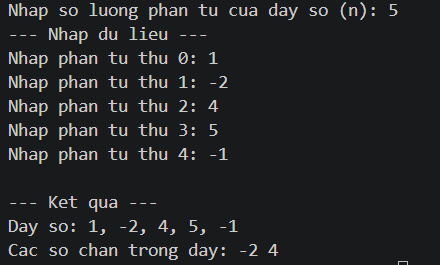 Nhap so luong phan tu cua day so (n): 5
--- Nhap du lieu ---
Nhap phan tu thu 0: 1
Nhap phan tu thu 1: -2
Nhap phan tu thu 2: 4
Nhap phan tu thu 3: 5
Nhap phan tu thu 4: -1
--- Ket qua ---
Day so: 1, -2, 4, 5, -1
Cac so chan trong day: -2 4